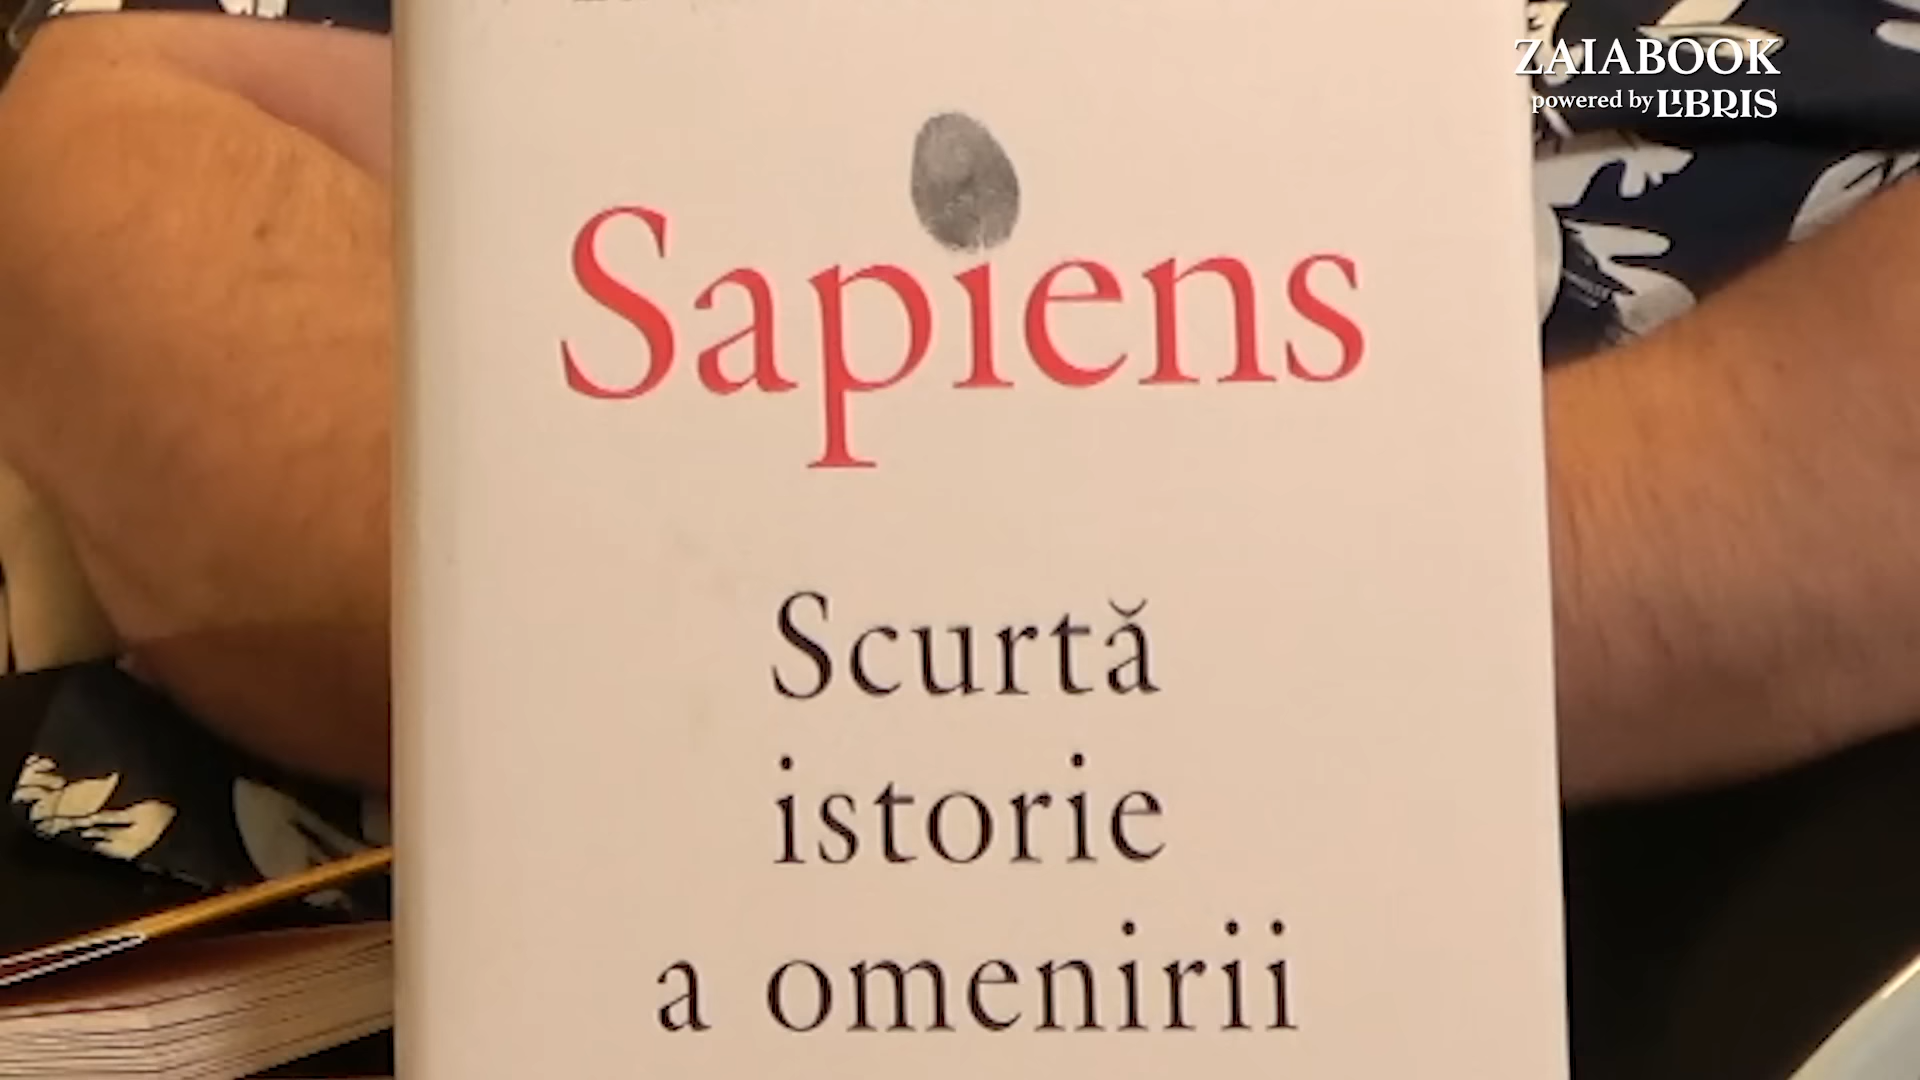 ZAIABOOK
powered by LIBRIS
Sapiens
Scurtă
istorie
a omenirii